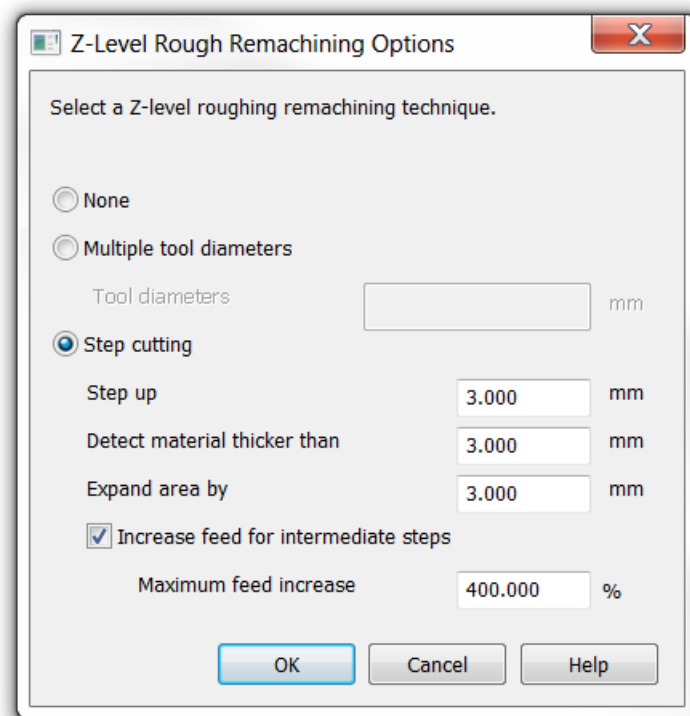 Z-Level Rough Remachining Options
Select a Z-level roughing remachining technique.
None
Multiple tool diameters
Tool diameters mm
Step cutting
Step up 3.000 mm
Detect material thicker than 3.000 mm
Expand area by 3.000 mm
Increase feed for intermediate steps
Maximum feed increase 400.000 %
OK Cancel Help